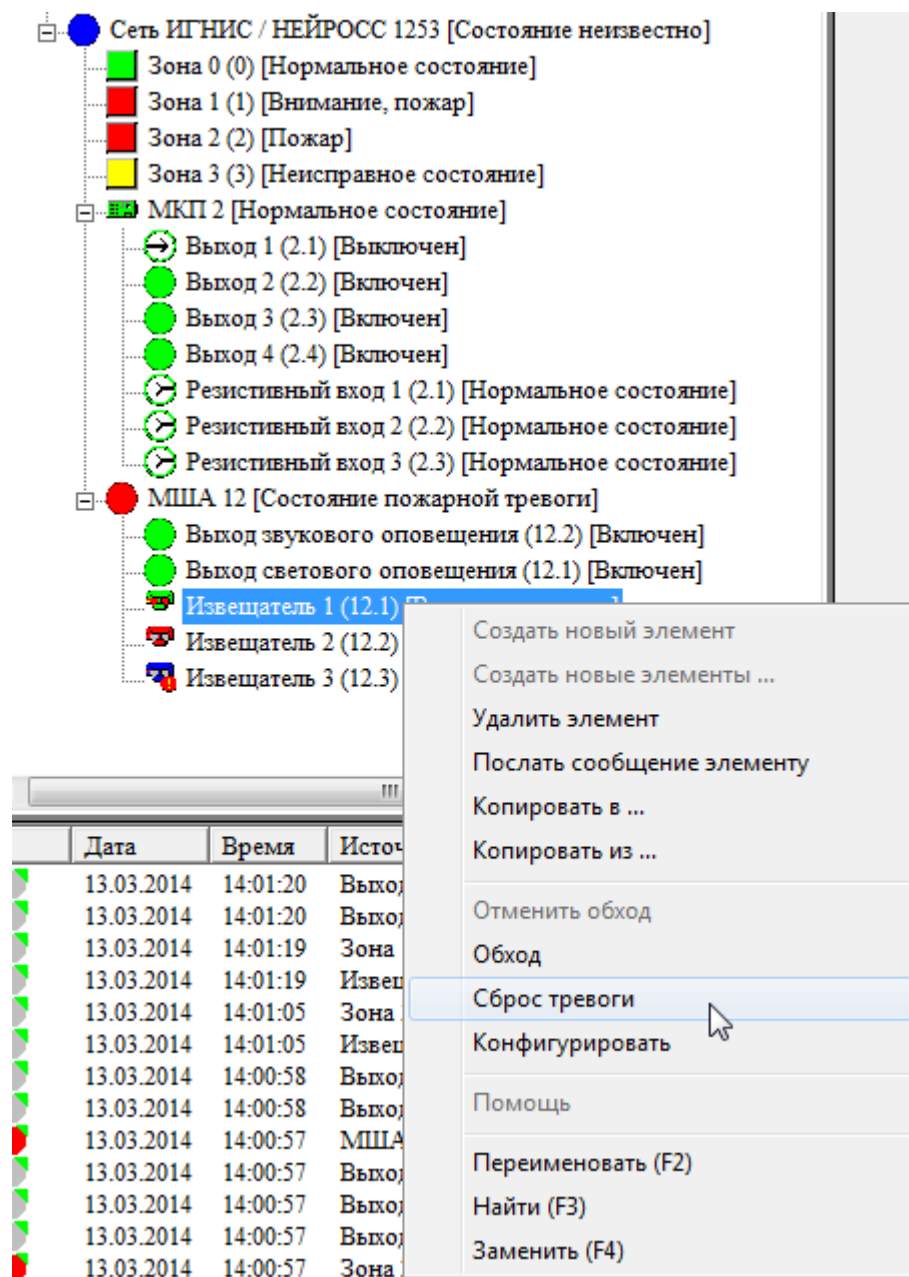 Сеть ИГНИС / НЕЙРОСС 1253 [Состояние неизвестно]
Зона 0 (0) [Нормальное состояние]
Зона 1 (1) [Внимание, пожар]
Зона 2 (2) [Пожар]
Зона 3 (3) [Неисправное состояние]
МКП 2 [Нормальное состояние]
Выход 1 (2.1) [Выключен]
Выход 2 (2.2) [Включен]
Выход 3 (2.3) [Включен]
Выход 4 (2.4) [Включен]
Резистивный вход 1 (2.1) [Нормальное состояние]
Резистивный вход 2 (2.2) [Нормальное состояние]
Резистивный вход 3 (2.3) [Нормальное состояние]
МША 12 [Состояние пожарной тревоги]
Выход звукового оповещения (12.2) [Включен]
Выход светового оповещения (12.1) [Включен]
Извещатель 1 (12.1)
Извещатель 2 (12.2)
Извещатель 3 (12.3)
Создать новый элемент
Создать новые элементы ...
Удалить элемент
Послать сообщение элементу
Копировать в ...
Копировать из ...
Отменить обход
Обход
Сброс тревоги
Конфигурировать
Помощь
Переименовать (F2)
Найти (F3)
Заменить (F4)
Дата Время
13.03.2014 14:01:20
13.03.2014 14:01:20
13.03.2014 14:01:19 Зона
13.03.2014 14:01:19
13.03.2014 14:01:05 Зона
13.03.2014 14:01:05
13.03.2014 14:00:58
13.03.2014 14:00:58
13.03.2014 14:00:57 МША
13.03.2014 14:00:57
13.03.2014 14:00:57
13.03.2014 14:00:57
13.03.2014 14:00:57 Зона